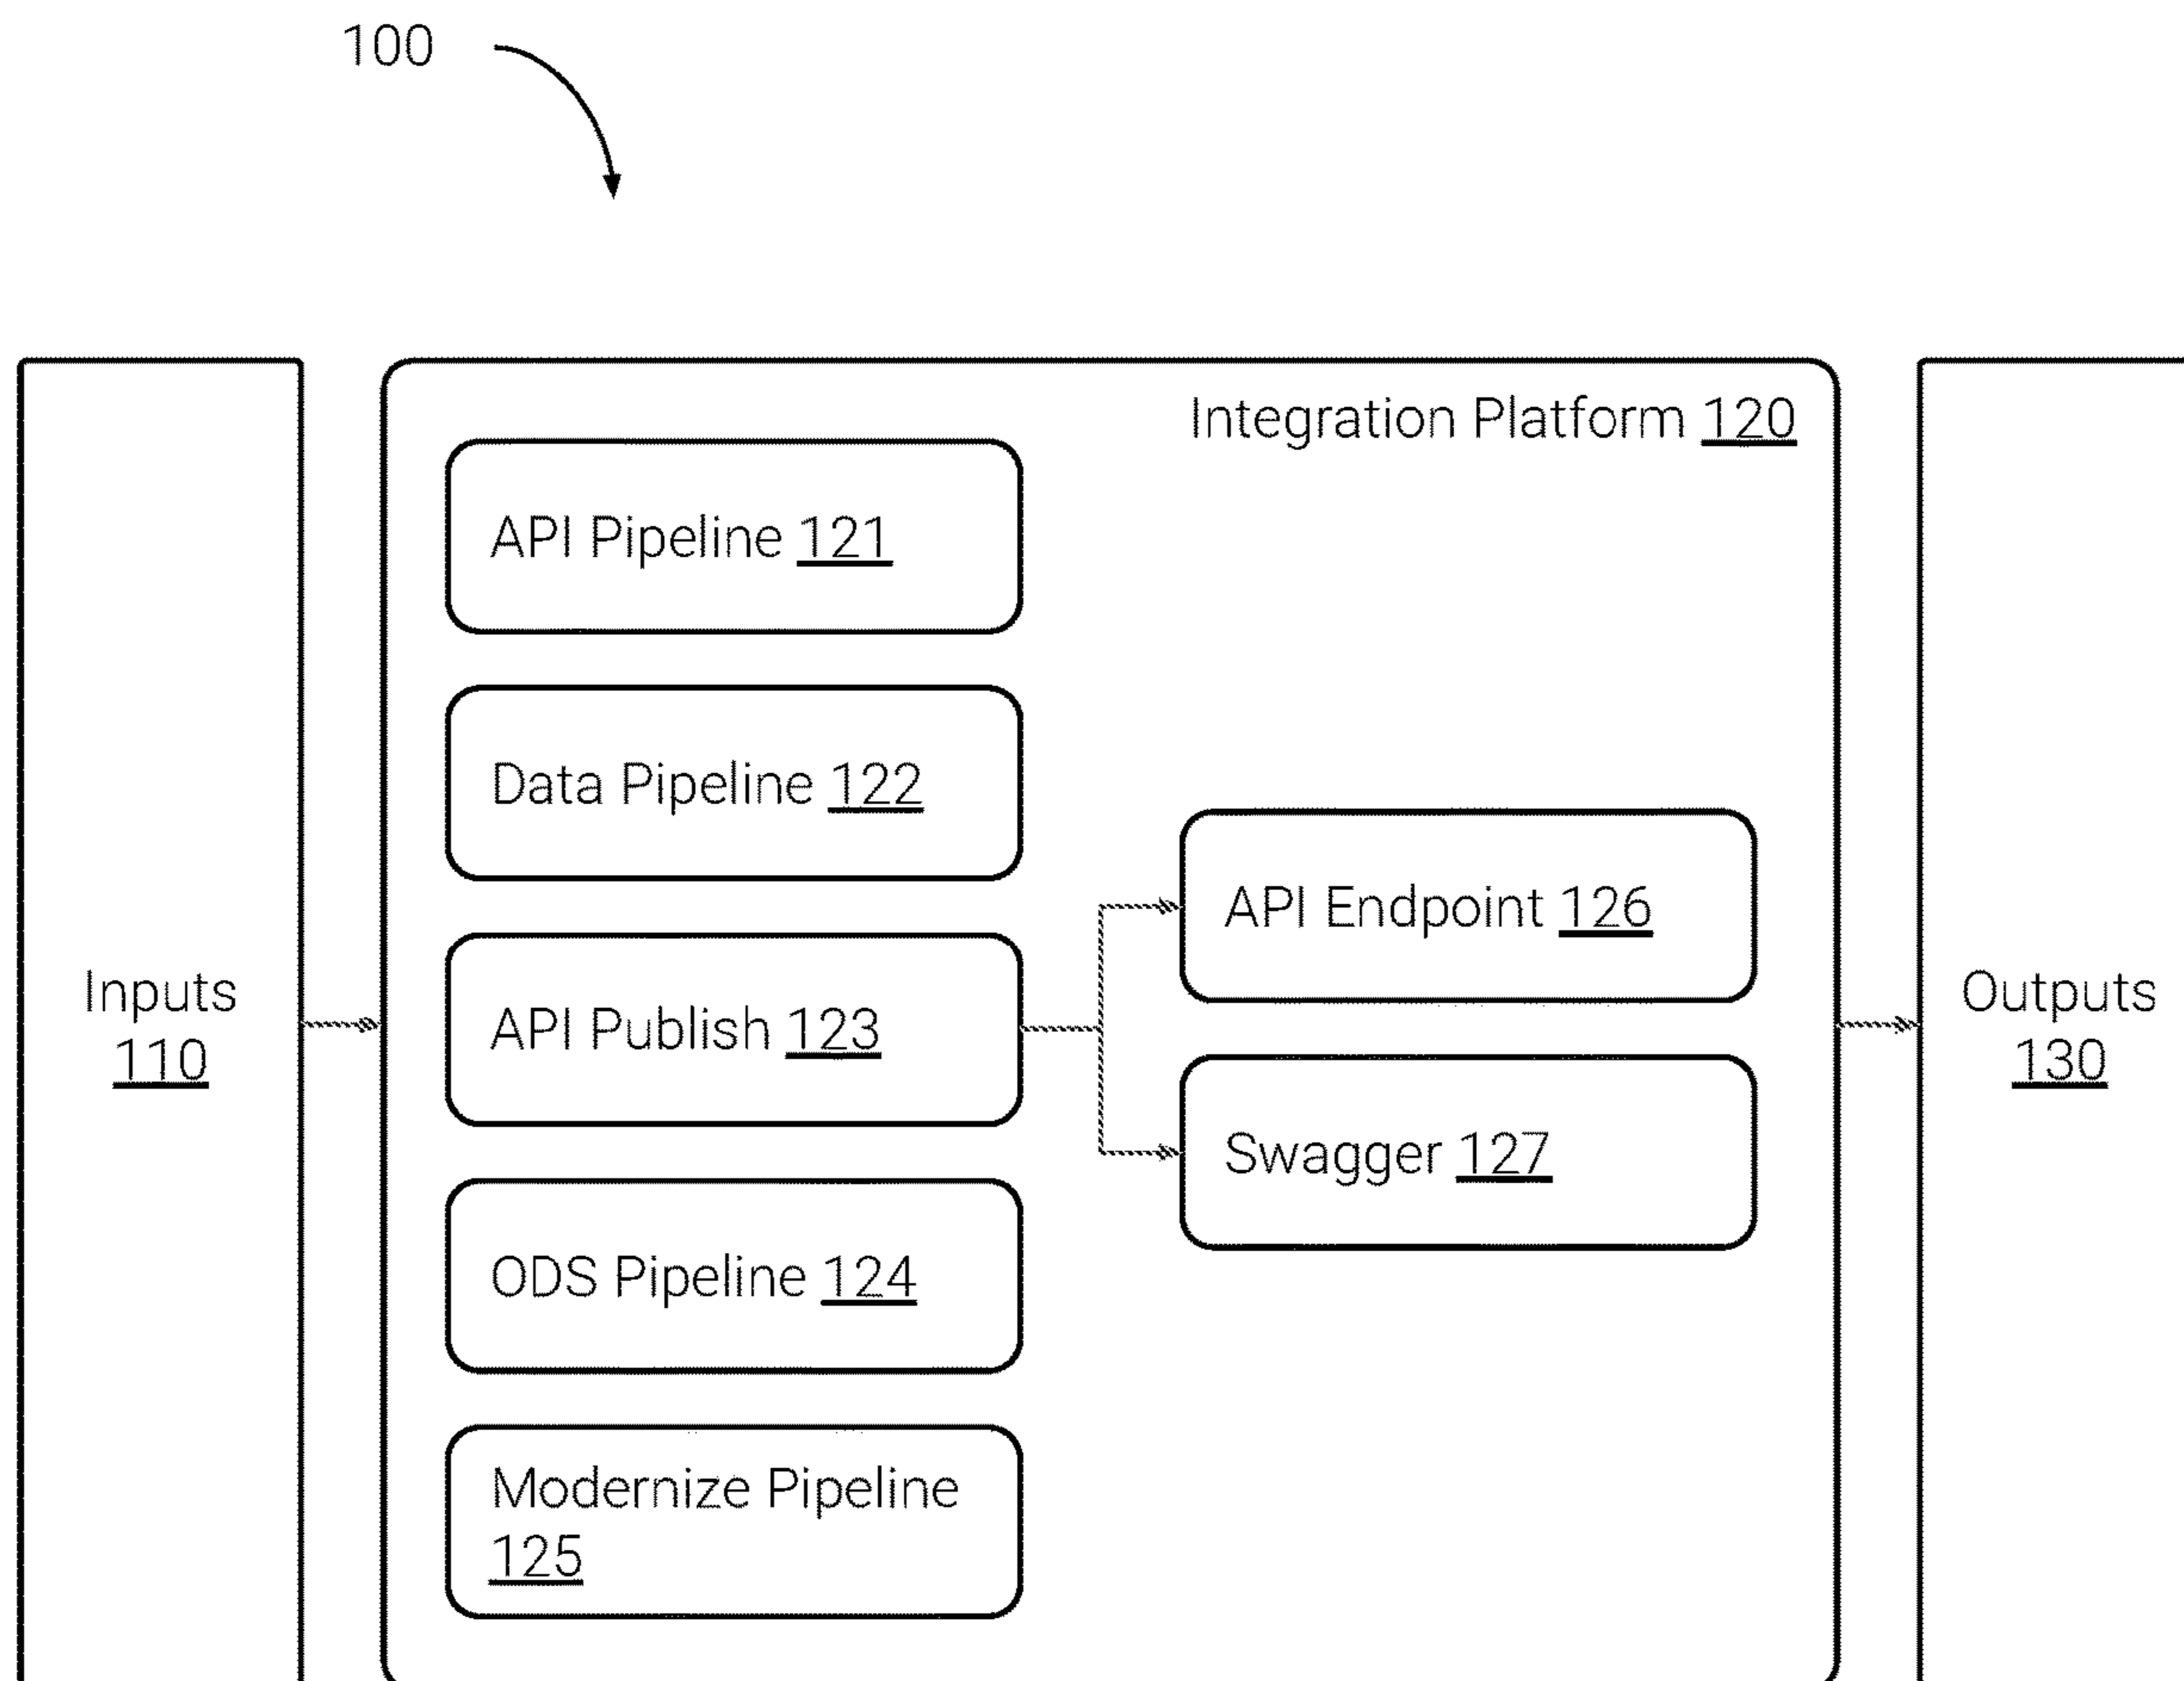 100
Integration Platform 120
API Pipeline 121
Data Pipeline 122
API Endpoint 126
Inputs
110
API Publish 123
Outputs
130
Swagger 127
ODS Pipeline 124
Modernize Pipeline
125